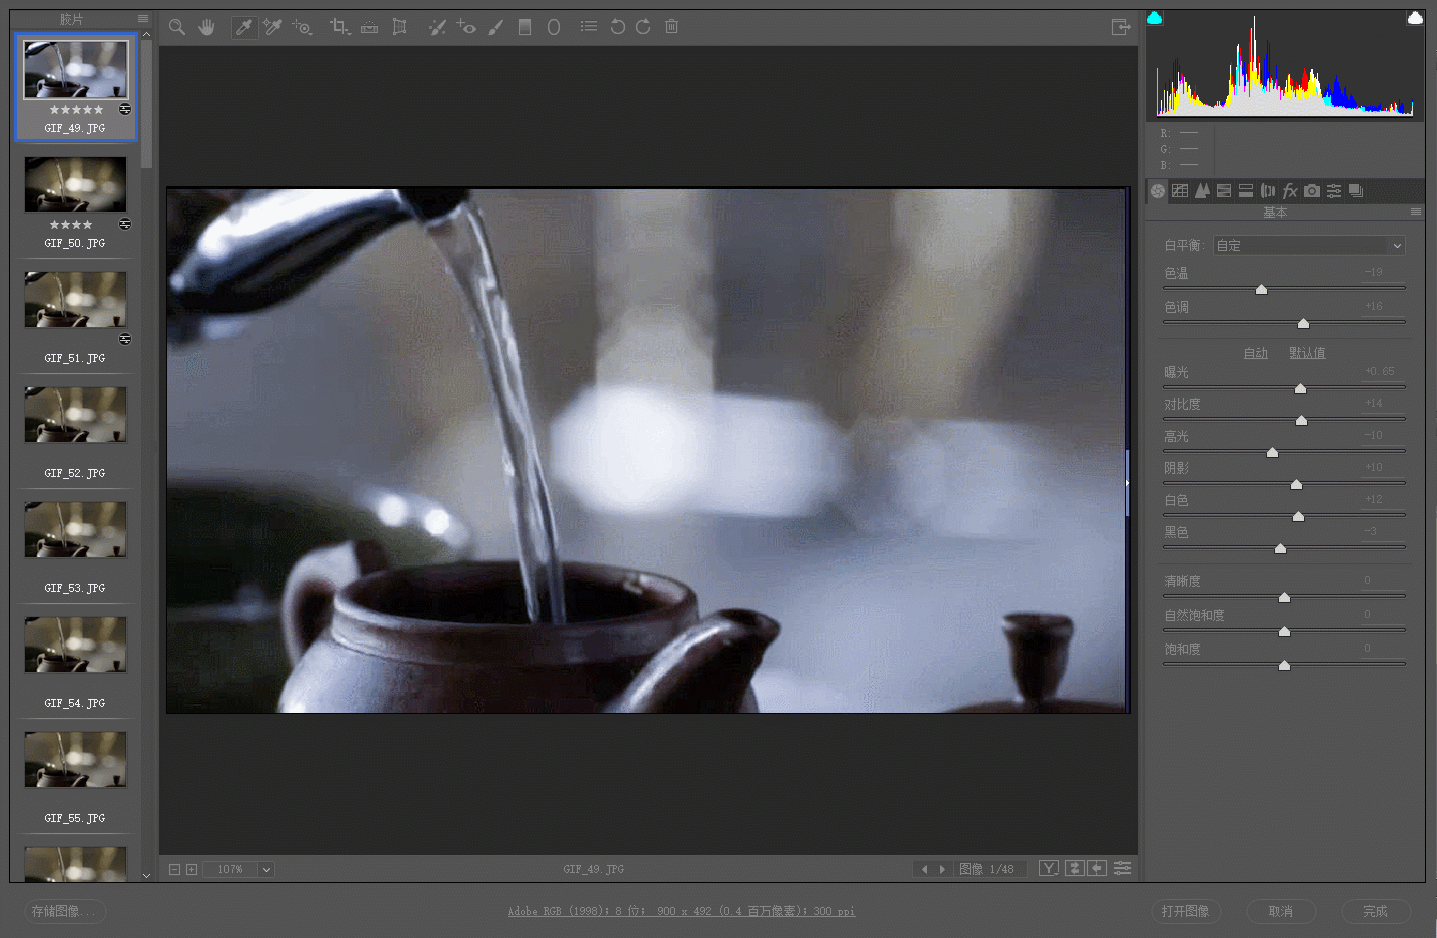 胶片
GIF_49.JPG
GIF_50.JPG
GIF_51.JPG
GIF_52.JPG
GIF_53.JPG
GIF_54.JPG
GIF_55.JPG
107%
GIF_49.JPG
图像 1/48
R: ——
G: ——
B: ——
fx
基本
白平衡: 自定
色温 -19
色调 +16
自动 默认值
曝光 +0.65
对比度 +14
高光 -10
阴影 +10
白色 +12
黑色 -3
清晰度 0
自然饱和度 0
饱和度 0
存储图像...
Adobe RGB (1998); 8 位; 900 x 492 (0.4 百万像素); 300 ppi
打开图像
取消
完成